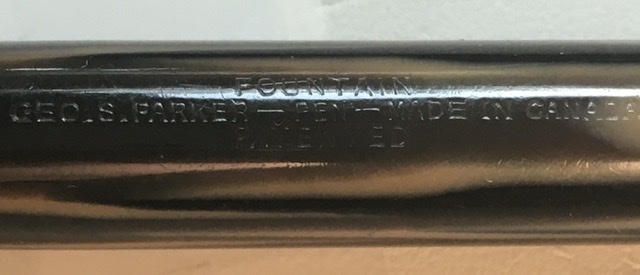 FOUNTAIN
GEO.S.PARKER—PEN—MADE IN CANADA
PATENTED